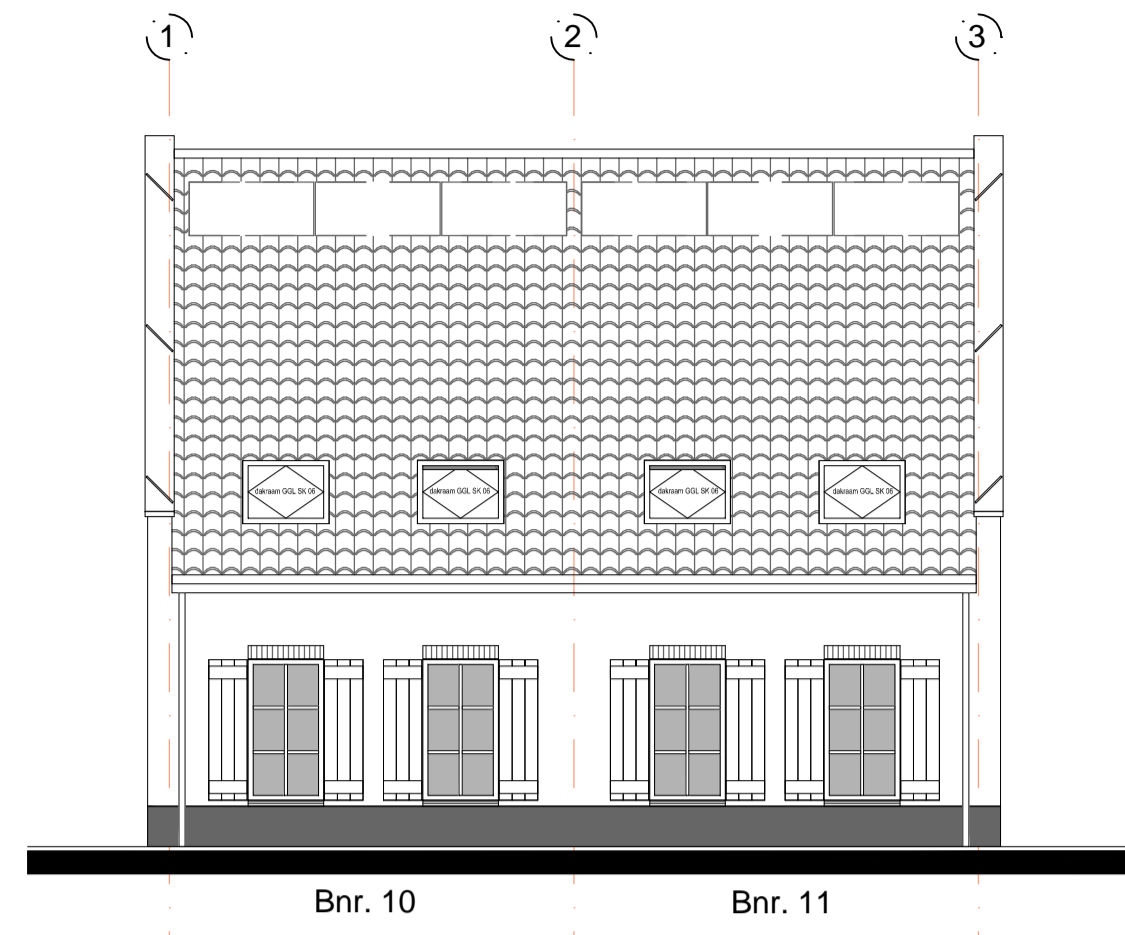 1 2 3
dakraam GGL SK 06 dakraam GGL SK 06 dakraam GGL SK 06 dakraam GGL SK 06
Bnr. 10 Bnr. 11